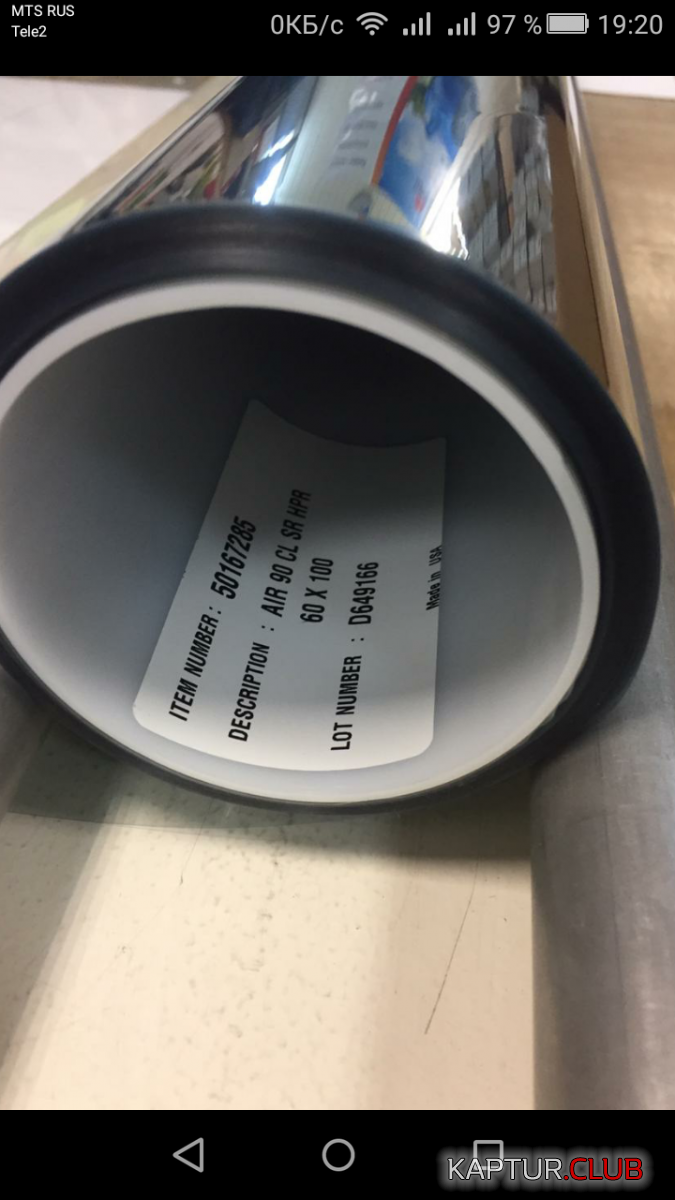 MTS RUS
Tele2
0КБ/с
97 %
19:20
ITEM NUMBER : 50167285
DESCRIPTION : AIR 90 CL SR HPR
60 X 100
LOT NUMBER : D649166
Made in USA
KAPTUR.CLUB